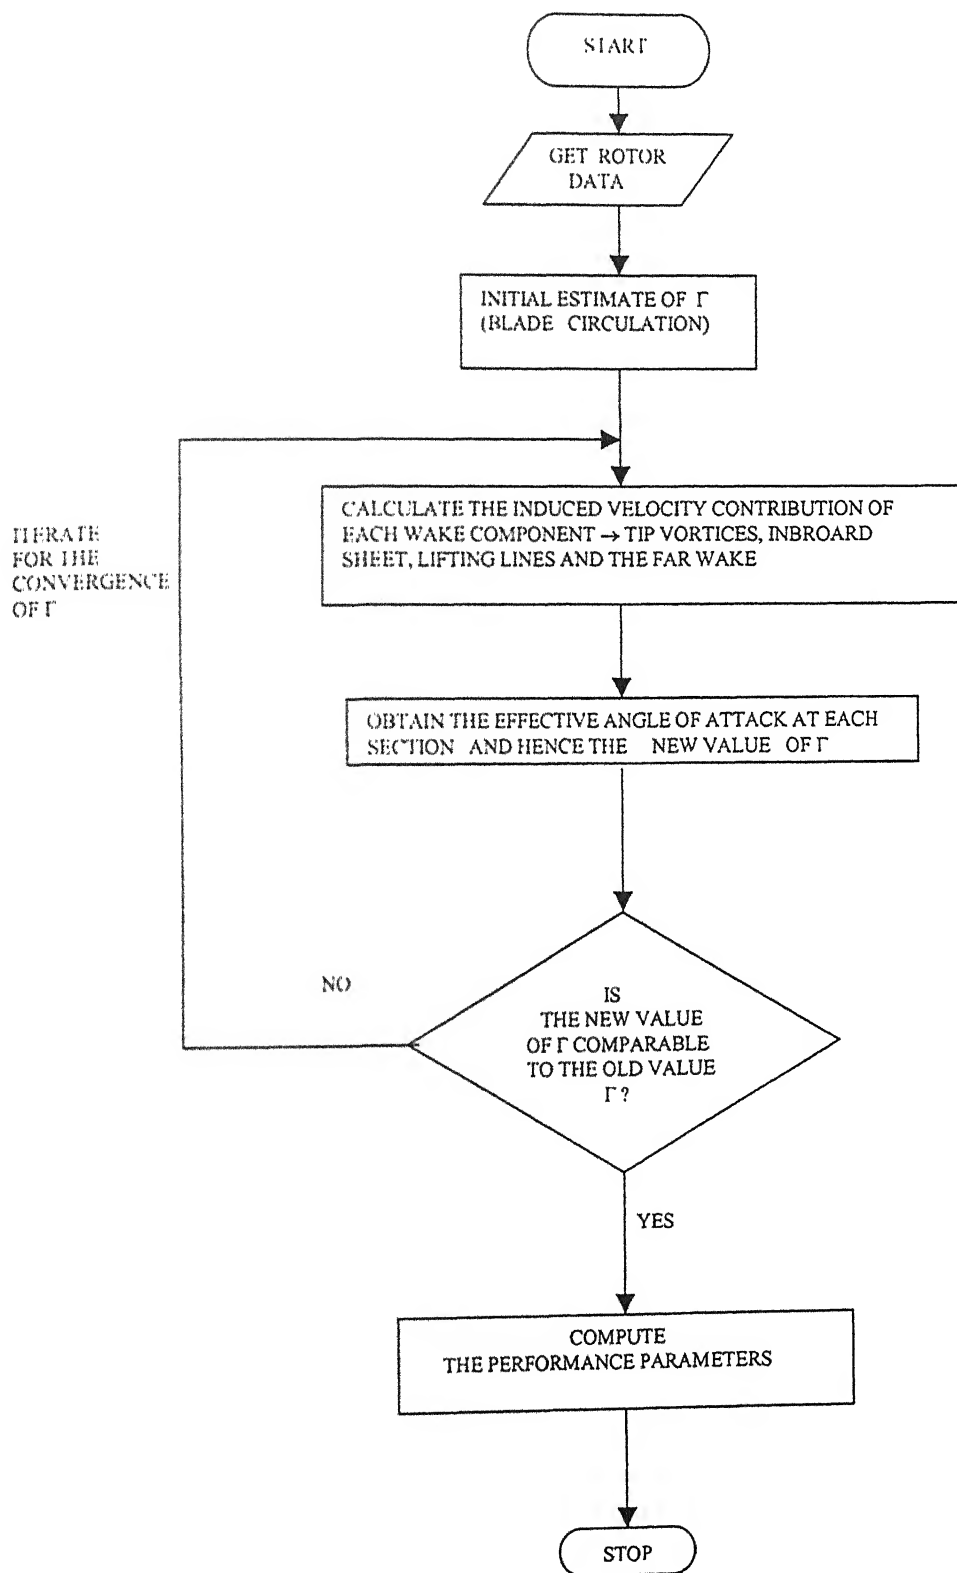 START
GET ROTOR
DATA
INITIAL ESTIMATE OF Γ
(BLADE CIRCULATION)
CALCULATE THE INDUCED VELOCITY CONTRIBUTION OF
EACH WAKE COMPONENT → TIP VORTICES, INBROARD
SHEET, LIFTING LINES AND THE FAR WAKE
ITERATE
FOR THE
CONVERGENCE
OF Γ
OBTAIN THE EFFECTIVE ANGLE OF ATTACK AT EACH
SECTION AND HENCE THE NEW VALUE OF Γ
NO
IS
THE NEW VALUE
OF Γ COMPARABLE
TO THE OLD VALUE
Γ ?
YES
COMPUTE
THE PERFORMANCE PARAMETERS
STOP